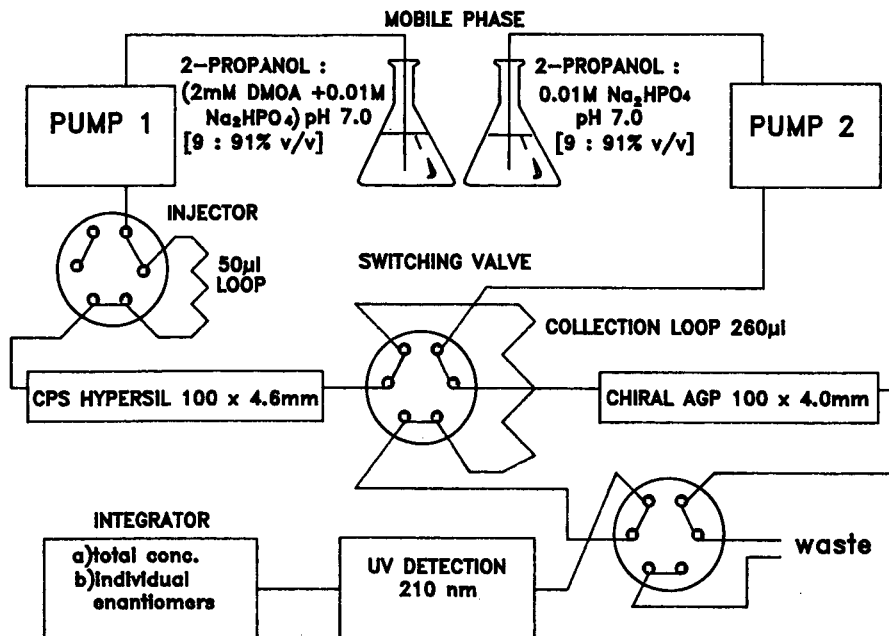 MOBILE PHASE
2-PROPANOL :
(2mM DMOA +0.01M
Na₂HPO₄) pH 7.0
[9 : 91% v/v]
2-PROPANOL :
0.01M Na₂HPO₄
pH 7.0
[9 : 91% v/v]
PUMP 1
PUMP 2
INJECTOR
50µl
LOOP
SWITCHING VALVE
COLLECTION LOOP 260µl
CPS HYPERSIL 100 x 4.6mm
CHIRAL AGP 100 x 4.0mm
INTEGRATOR
a)total conc.
b)individual
enantiomers
UV DETECTION
210 nm
waste